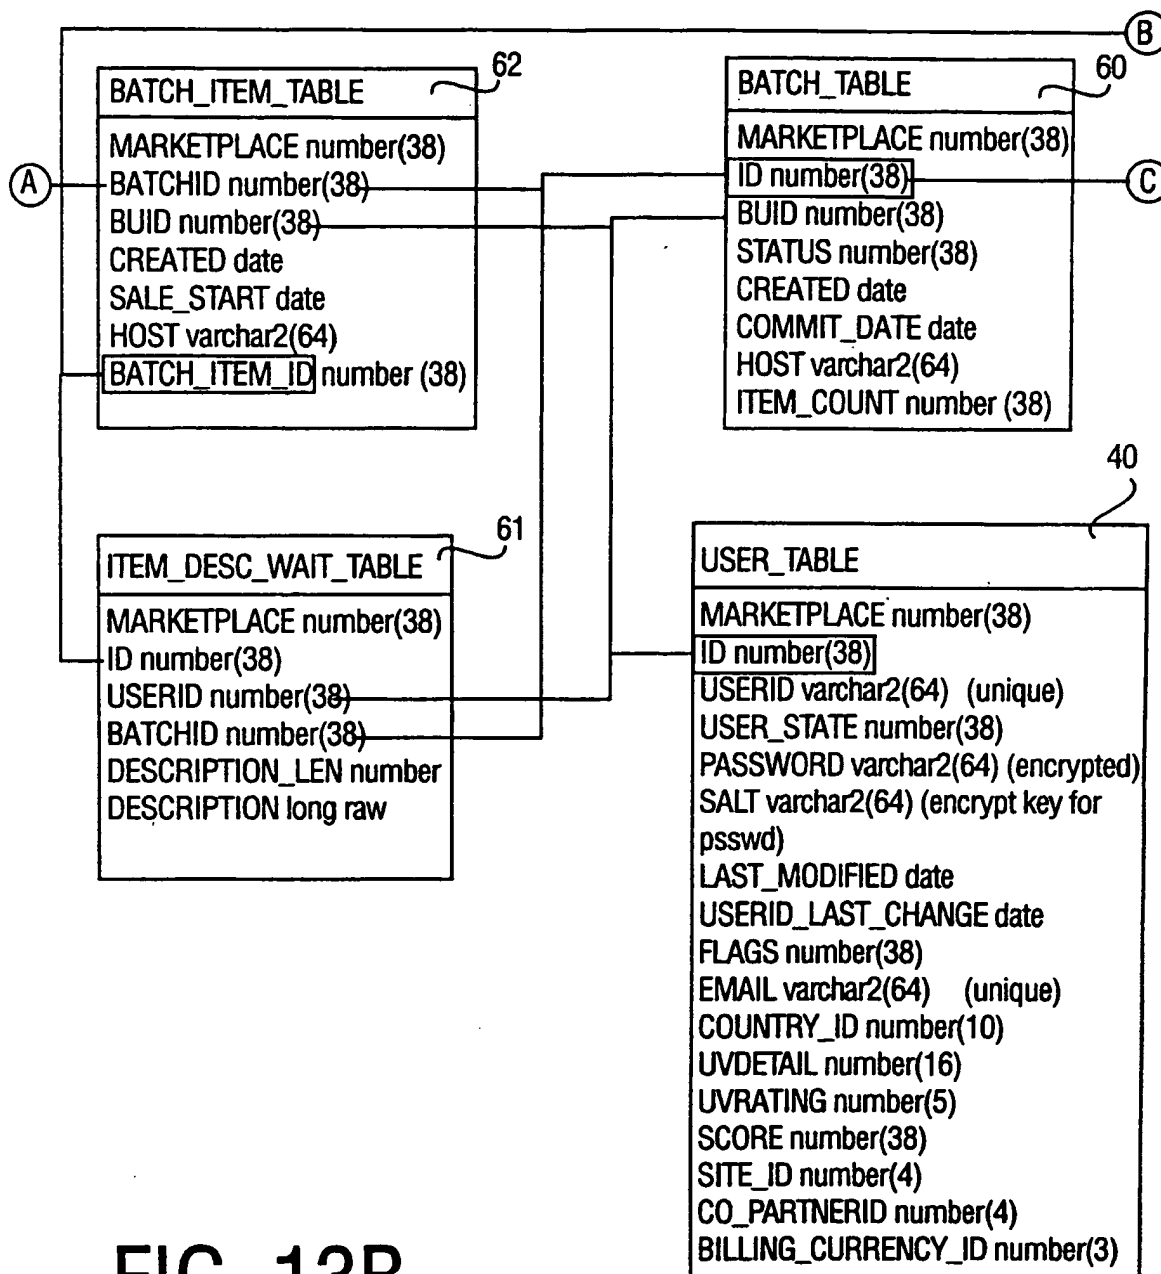 B
62
BATCH_ITEM_TABLE
MARKETPLACE number(38)
A
BATCHID number(38)
BUID number(38)
CREATED date
SALE_START date
HOST varchar2(64)
BATCH_ITEM_ID number (38)
60
BATCH_TABLE
MARKETPLACE number(38)
ID number(38)
C
BUID number(38)
STATUS number(38)
CREATED date
COMMIT_DATE date
HOST varchar2(64)
ITEM_COUNT number (38)
61
ITEM_DESC_WAIT_TABLE
MARKETPLACE number(38)
ID number(38)
USERID number(38)
BATCHID number(38)
DESCRIPTION_LEN number
DESCRIPTION long raw
40
USER_TABLE
MARKETPLACE number(38)
ID number(38)
USERID varchar2(64) (unique)
USER_STATE number(38)
PASSWORD varchar2(64) (encrypted)
SALT varchar2(64) (encrypt key for
psswd)
LAST_MODIFIED date
USERID_LAST_CHANGE date
FLAGS number(38)
EMAIL varchar2(64) (unique)
COUNTRY_ID number(10)
UVDETAIL number(16)
UVRATING number(5)
SCORE number(38)
SITE_ID number(4)
CO_PARTNERID number(4)
BILLING_CURRENCY_ID number(3)
FIG. 13B